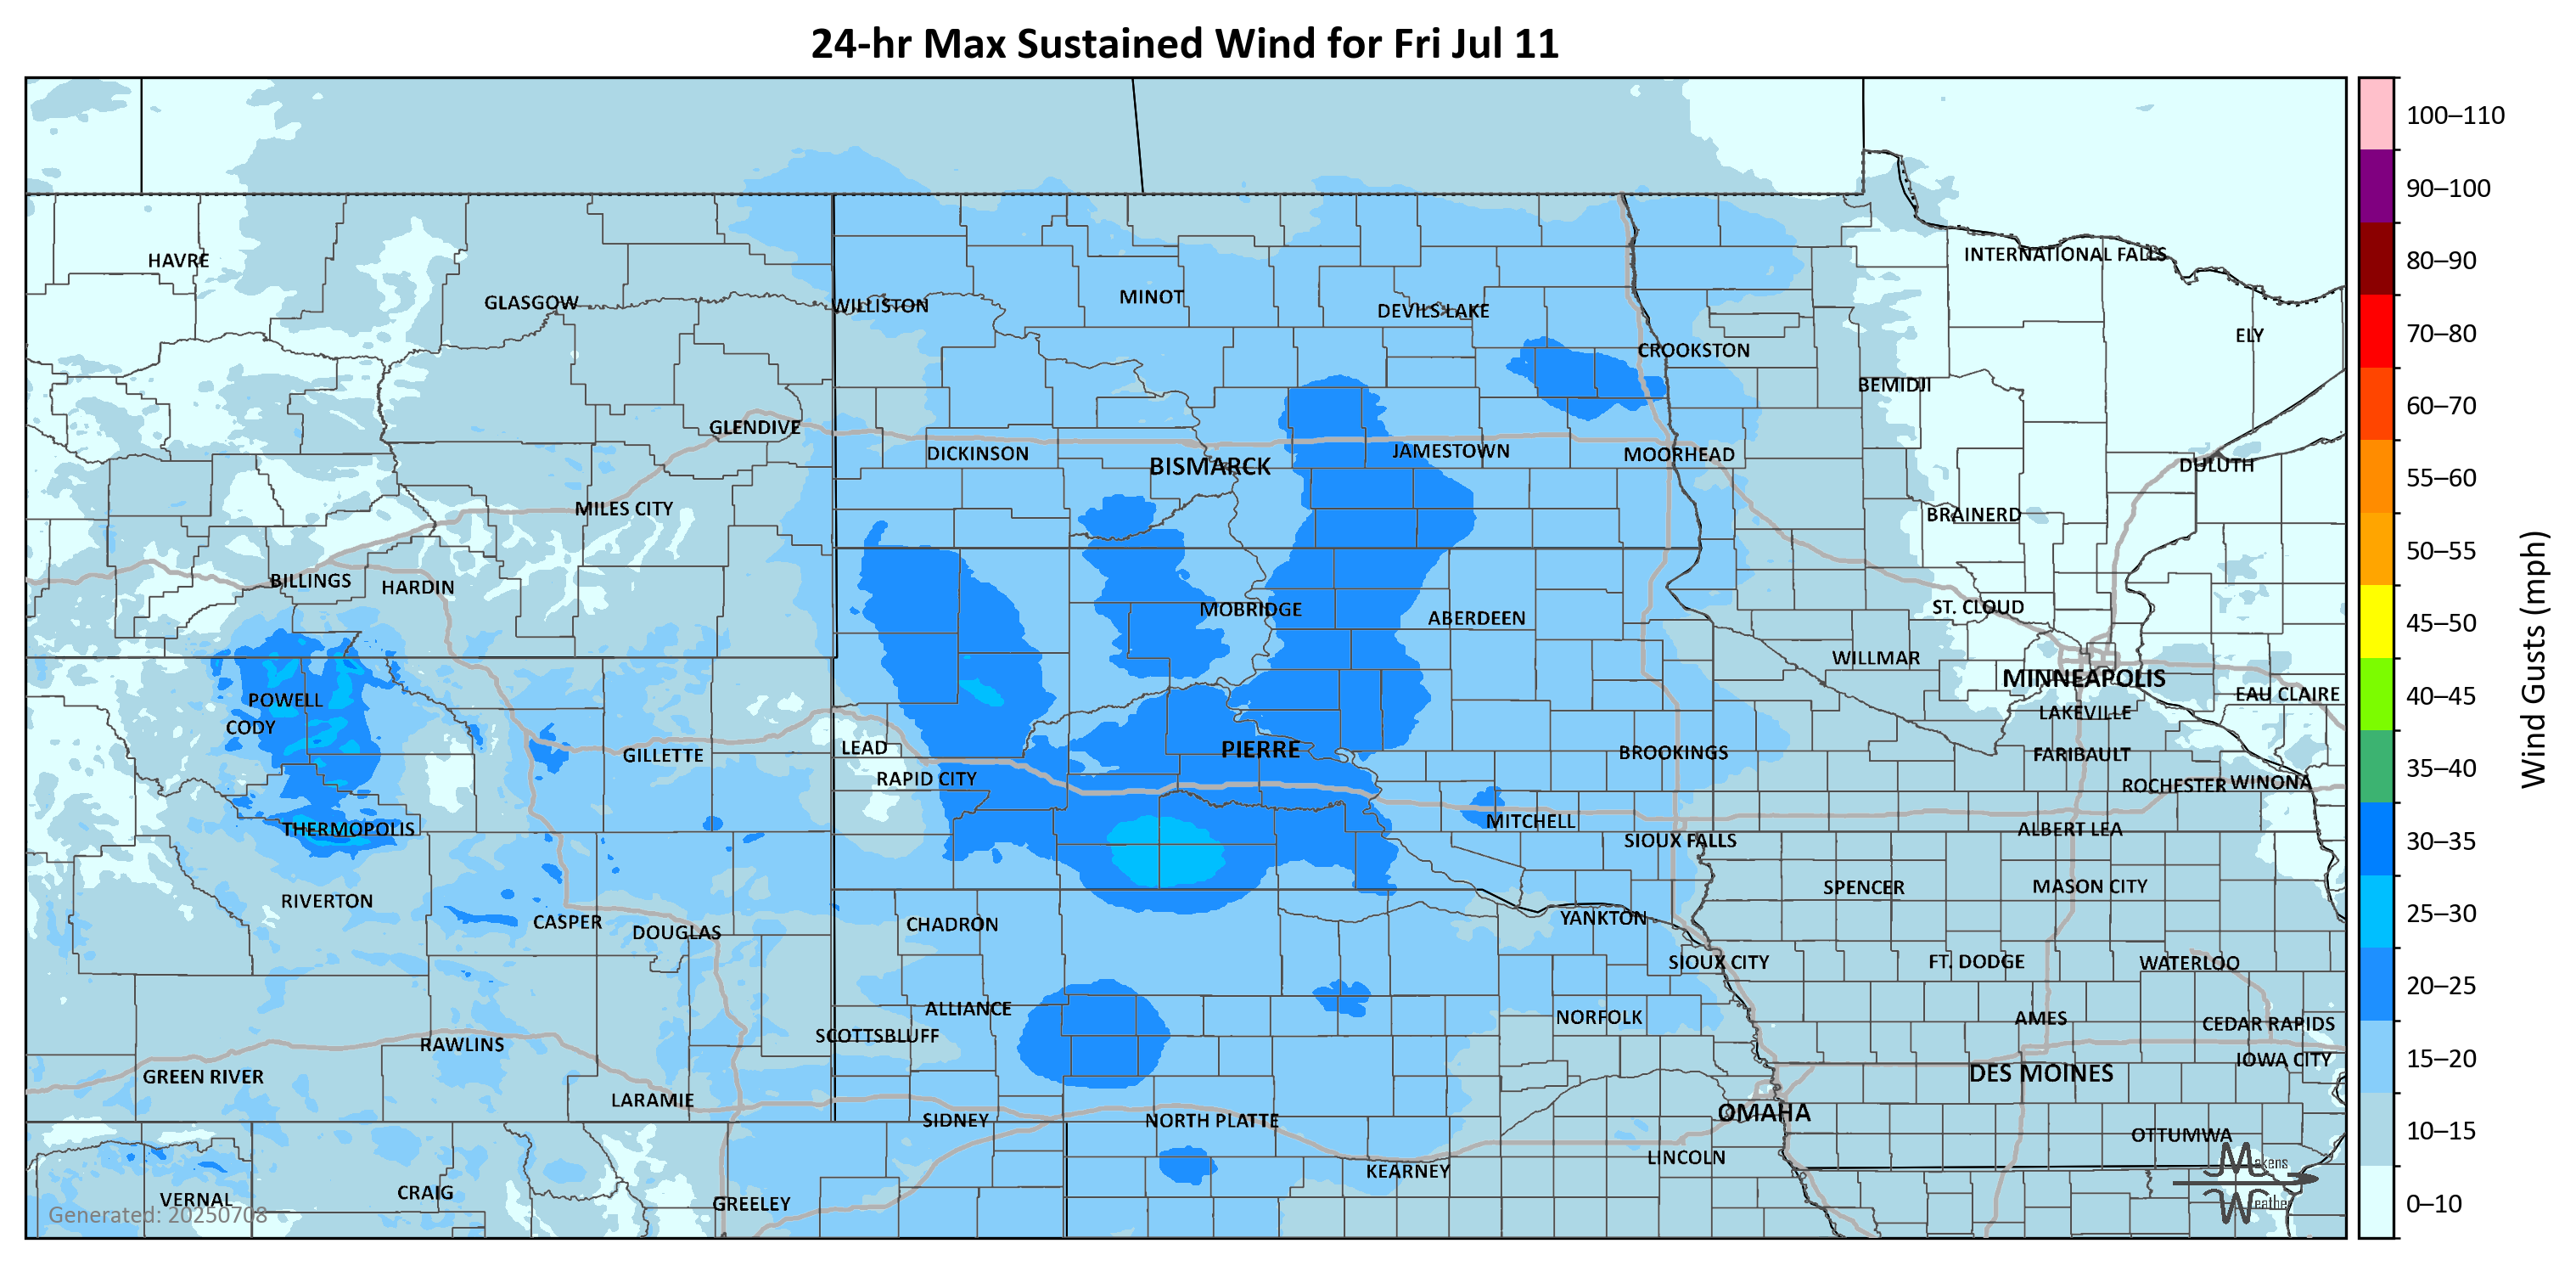 24-hr Max Sustained Wind for Fri Jul 11
100–110
90–100
80–90
70–80
60–70
55–60
50–55
45–50
40–45
35–40
30–35
25–30
20–25
15–20
10–15
0–10
Wind Gusts (mph)
INTERNATIONAL FALLS
HAVRE
GLASGOW
WILLISTON
MINOT
DEVILS LAKE
ELY
CROOKSTON
BEMIDJI
GLENDIVE
DICKINSON
BISMARCK
JAMESTOWN
MOORHEAD
DULUTH
MILES CITY
BRAINERD
BILLINGS
HARDIN
MOBRIDGE
ABERDEEN
ST. CLOUD
WILLMAR
MINNEAPOLIS
POWELL
EAU CLAIRE
CODY
LAKEVILLE
GILLETTE
LEAD
PIERRE
BROOKINGS
FARIBAULT
RAPID CITY
ROCHESTER
WINONA
THERMOPOLIS
MITCHELL
ALBERT LEA
SIOUX FALLS
SPENCER
MASON CITY
RIVERTON
CASPER
DOUGLAS
CHADRON
YANKTON
SIOUX CITY
FT. DODGE
WATERLOO
ALLIANCE
NORFOLK
AMES
CEDAR RAPIDS
SCOTTSBLUFF
RAWLINS
IOWA CITY
GREEN RIVER
DES MOINES
LARAMIE
SIDNEY
NORTH PLATTE
OMAHA
OTTUMWA
LINCOLN
KEARNEY
VERNAL
CRAIG
GREELEY
Generated: 20250708
Makens
Weather